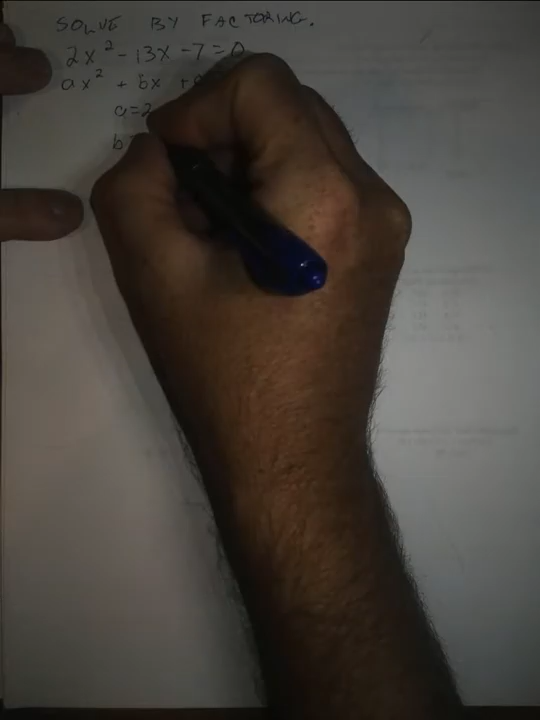 SOLVE BY FACTORING.
2x² - 13x - 7 = 0
ax² + bx +
a=2
b